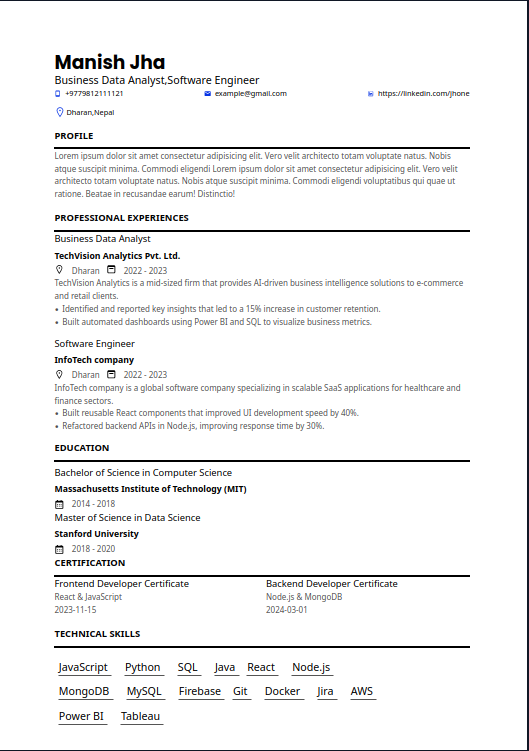 Manish Jha
Business Data Analyst,Software Engineer
+9779812111121 example@gmail.com https://linkedin.com/jhone
Dharan,Nepal
PROFILE
Lorem ipsum dolor sit amet consectetur adipisicing elit. Vero velit architecto totam voluptate natus. Nobis
atque suscipit minima. Commodi eligendi Lorem ipsum dolor sit amet consectetur adipisicing elit. Vero velit
architecto totam voluptate natus. Nobis atque suscipit minima. Commodi eligendi voluptatibus qui quae ut
ratione. Beatae in recusandae earum! Distinctio!
PROFESSIONAL EXPERIENCES
Business Data Analyst
TechVision Analytics Pvt. Ltd.
Dharan 2022 - 2023
TechVision Analytics is a mid-sized firm that provides AI-driven business intelligence solutions to e-commerce
and retail clients.
• Identified and reported key insights that led to a 15% increase in customer retention.
• Built automated dashboards using Power BI and SQL to visualize business metrics.
Software Engineer
InfoTech company
Dharan 2022 - 2023
InfoTech company is a global software company specializing in scalable SaaS applications for healthcare and
finance sectors.
• Built reusable React components that improved UI development speed by 40%.
• Refactored backend APIs in Node.js, improving response time by 30%.
EDUCATION
Bachelor of Science in Computer Science
Massachusetts Institute of Technology (MIT)
2014 - 2018
Master of Science in Data Science
Stanford University
2018 - 2020
CERTIFICATION
Frontend Developer Certificate Backend Developer Certificate
React & JavaScript Node.js & MongoDB
2023-11-15 2024-03-01
TECHNICAL SKILLS
JavaScript Python SQL Java React Node.js
MongoDB MySQL Firebase Git Docker Jira AWS
Power BI Tableau